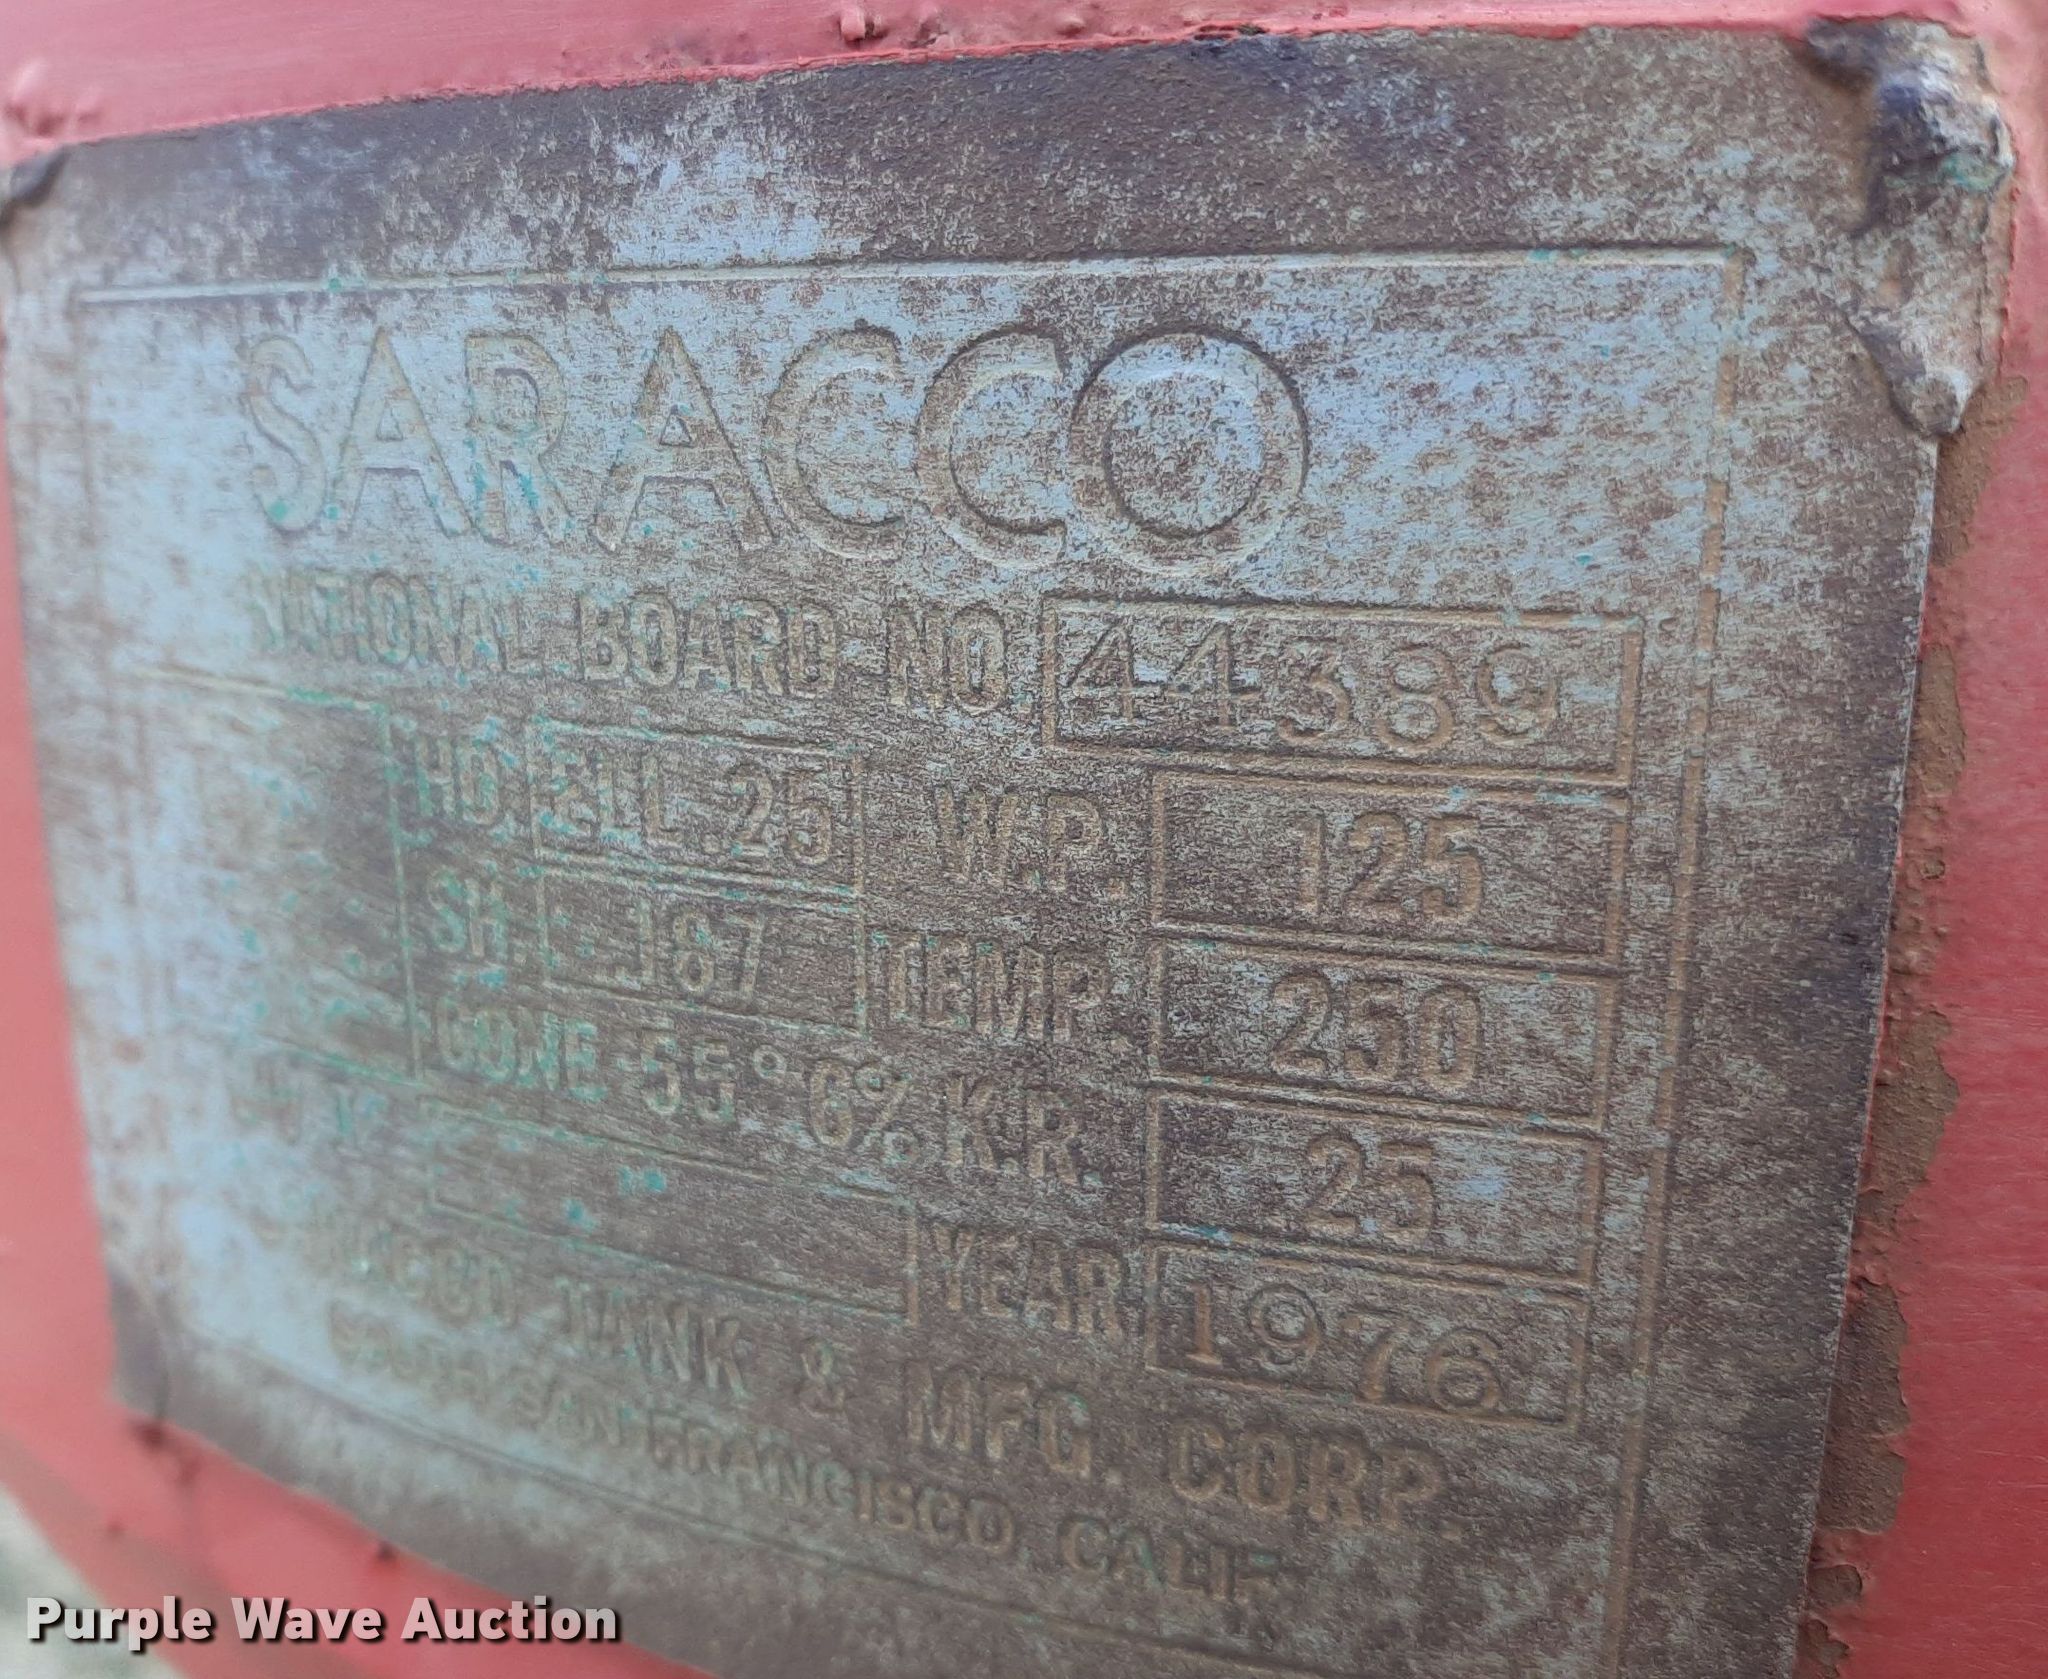 SARACCO
NATIONAL BOARD NO. 44389
HD. ELL .25 W.P. 125
SH. .187 TEMP. 250
CONE 55° 6% K.R. .25
YEAR 1976
SARACCO TANK & MFG. CORP.
SAN FRANCISCO, CALIF.
Purple Wave Auction